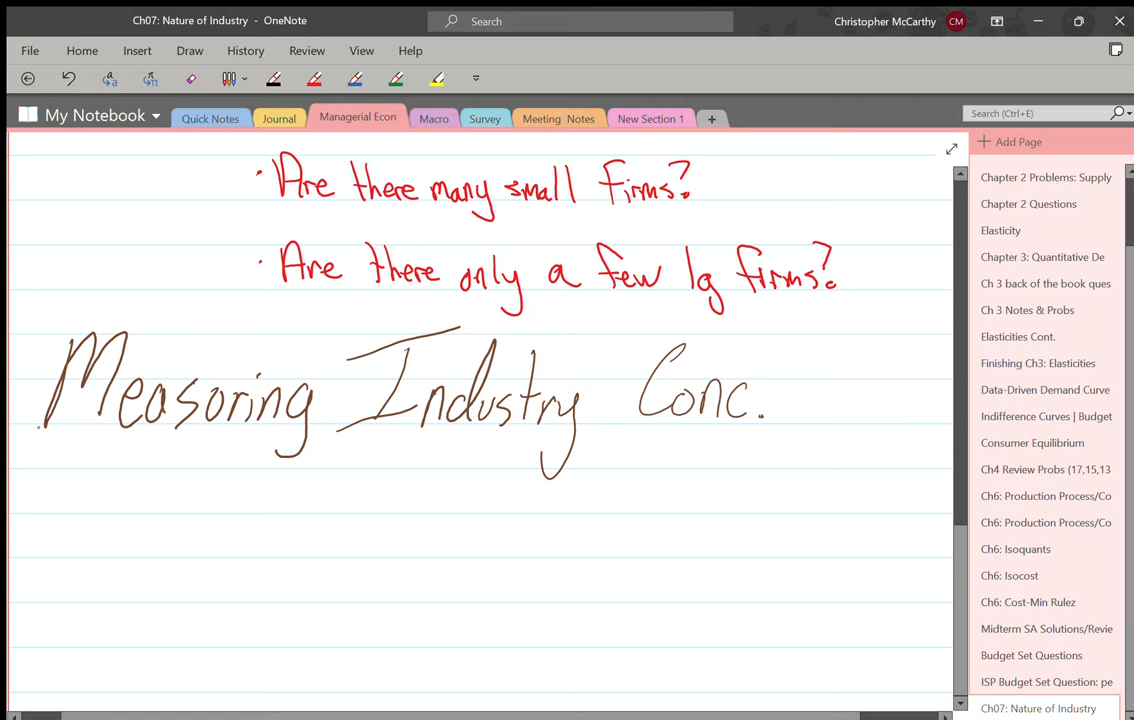 Ch07: Nature of Industry - OneNote
Search
Christopher McCarthy CM
File Home Insert Draw History Review View Help
My Notebook
Quick Notes Journal Managerial Econ Macro Survey Meeting Notes New Section 1
Search (Ctrl+E)
· Are there many small firms?
· Are there only a few lg firms?
Measuring Industry Conc.
Add Page
Chapter 2 Problems: Supply
Chapter 2 Questions
Elasticity
Chapter 3: Quantitative De
Ch 3 back of the book ques
Ch 3 Notes & Probs
Elasticities Cont.
Finishing Ch3: Elasticities
Data-Driven Demand Curve
Indifference Curves | Budget
Consumer Equilibrium
Ch4 Review Probs (17,15,13
Ch6: Production Process/Co
Ch6: Production Process/Co
Ch6: Isoquants
Ch6: Isocost
Ch6: Cost-Min Rulez
Midterm SA Solutions/Revie
Budget Set Questions
ISP Budget Set Question: pe
Ch07: Nature of Industry